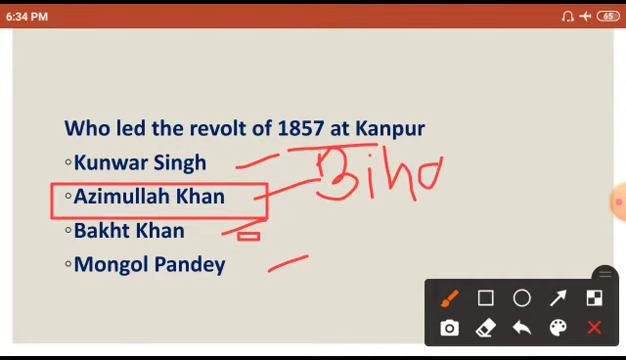 6:34 PM
65
Who led the revolt of 1857 at Kanpur
◦Kunwar Singh
◦Azimullah Khan
Biha
◦Bakht Khan
◦Mongol Pandey